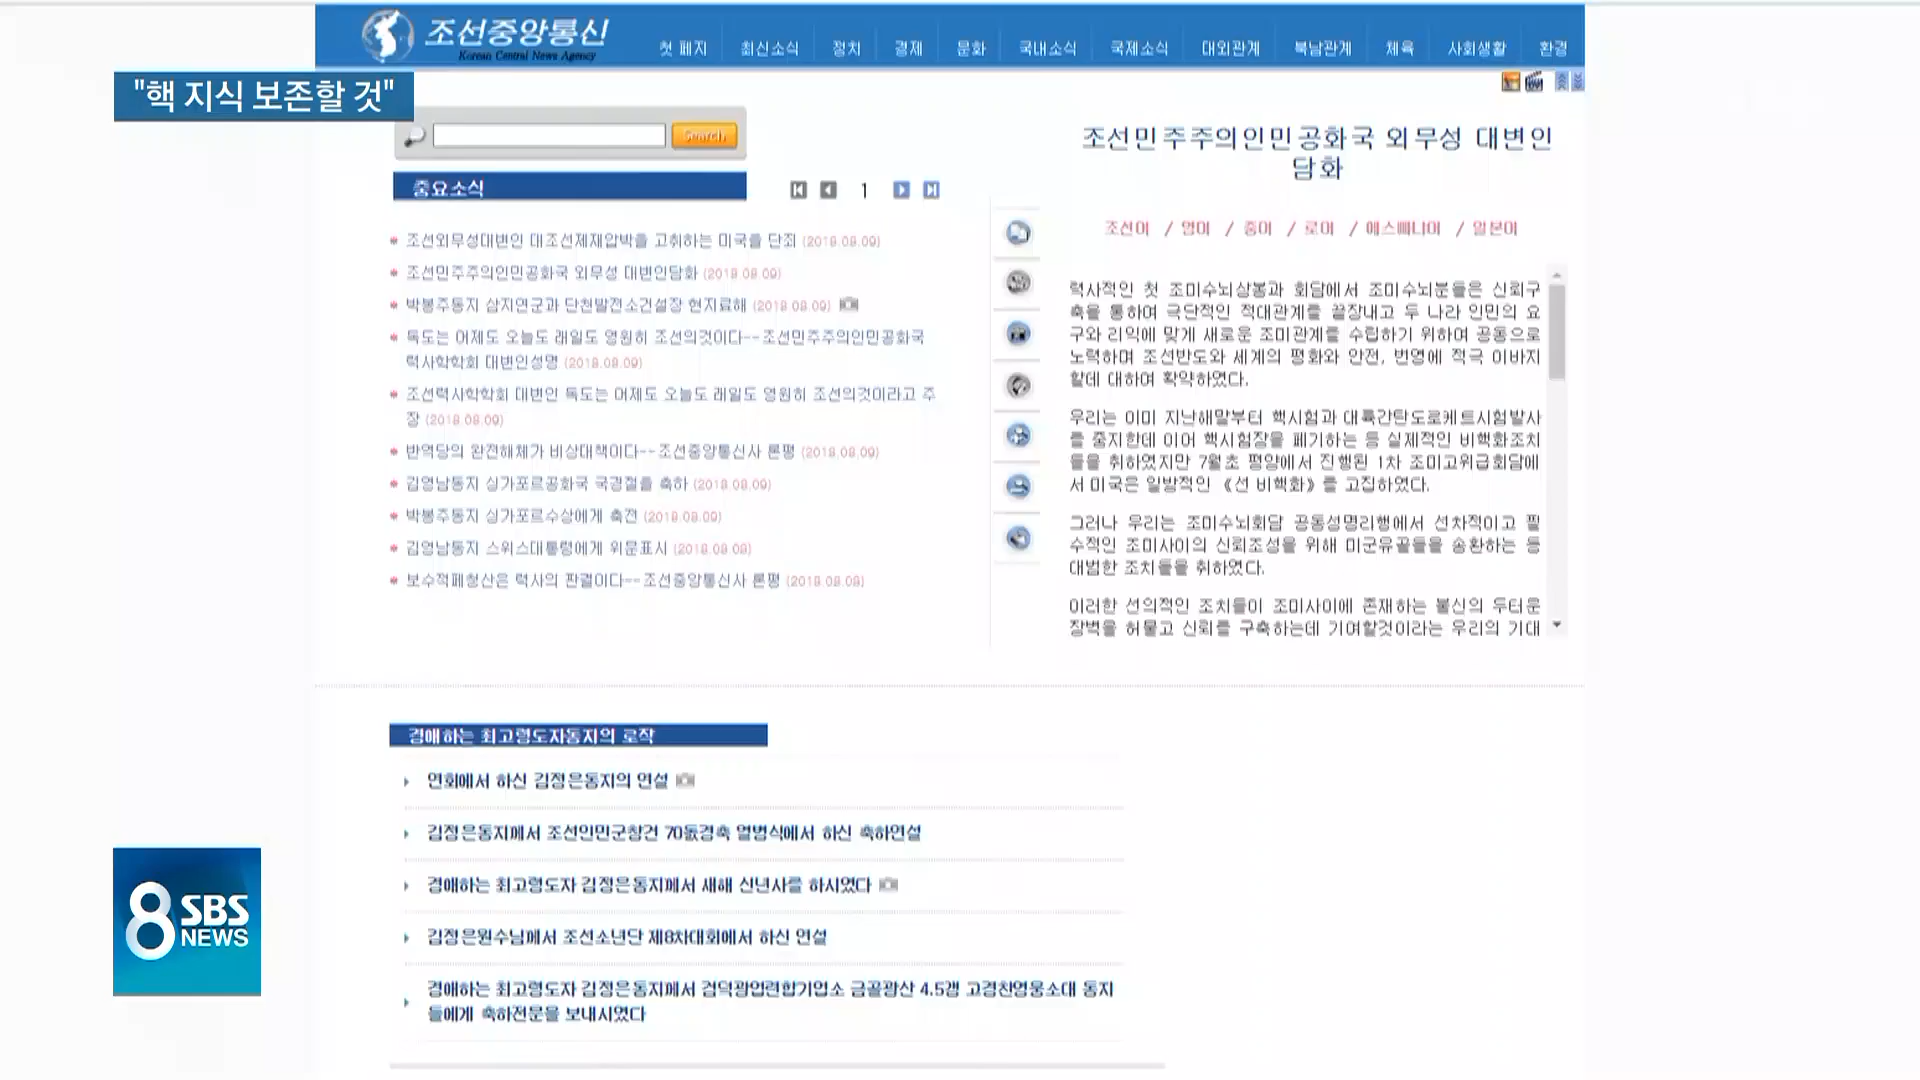 조선중앙통신
Korean Central News Agency
첫 페지 최신소식 정치 경제 문화 국내소식 국제소식 대외관계 북남관계 체육 사회생활 환경
"핵 지식 보존할 것"
Search
중요소식
1
조선외무성대변인 대조선제재압박을 고취하는 미국을 단죄 (2018.08.09)
조선민주주의인민공화국 외무성 대변인담화 (2018.08.09)
박봉주동지 삼지연군과 단천발전소건설장 현지료해 (2018.08.09)
독도는 어제도 오늘도 래일도 영원히 조선의것이다--조선민주주의인민공화국
력사학학회 대변인성명 (2018.08.09)
조선력사학학회 대변인 독도는 어제도 오늘도 래일도 영원히 조선의것이라고 주
장 (2018.08.09)
반역당의 완전해체가 비상대책이다--조선중앙통신사 론평 (2018.08.09)
김영남동지 싱가포르공화국 국경절을 축하 (2018.08.09)
박봉주동지 싱가포르수상에게 축전 (2018.08.09)
김영남동지 스위스대통령에게 위문표시 (2018.08.08)
보수적페청산은 력사의 판결이다--조선중앙통신사 론평 (2018.08.08)
조선민주주의인민공화국 외무성 대변인
담화
조선어 / 영어 / 중어 / 로어 / 에스빠냐어 / 일본어
력사적인 첫 조미수뇌상봉과 회담에서 조미수뇌분들은 신뢰구
축을 통하여 극단적인 적대관계를 끝장내고 두 나라 인민의 요
구와 리익에 맞게 새로운 조미관계를 수립하기 위하여 공동으로
노력하며 조선반도와 세계의 평화와 안전, 번영에 적극 이바지
할데 대하여 확약하였다.
우리는 이미 지난해말부터 핵시험과 대륙간탄도로케트시험발사
를 중지한데 이어 핵시험장을 페기하는 등 실제적인 비핵화조치
들을 취하였지만 7월초 평양에서 진행된 1차 조미고위급회담에
서 미국은 일방적인 《선 비핵화》를 고집하였다.
그러나 우리는 조미수뇌회담 공동성명리행에서 선차적이고 필
수적인 조미사이의 신뢰조성을 위해 미군유골들을 송환하는 등
대범한 조치들을 취하였다.
이러한 선의적인 조치들이 조미사이에 존재하는 불신의 두터운
장벽을 허물고 신뢰를 구축하는데 기여할것이라는 우리의 기대
경애하는 최고령도자동지의 로작
연회에서 하신 김정은동지의 연설
김정은동지께서 조선인민군창건 70돐경축 열병식에서 하신 축하연설
경애하는 최고령도자 김정은동지께서 새해 신년사를 하시였다
김정은원수님께서 조선소년단 제8차대회에서 하신 연설
경애하는 최고령도자 김정은동지께서 검덕광업련합기업소 금골광산 4.5갱 고경찬영웅소대 동지
들에게 축하전문을 보내시였다
8 SBS
NEWS